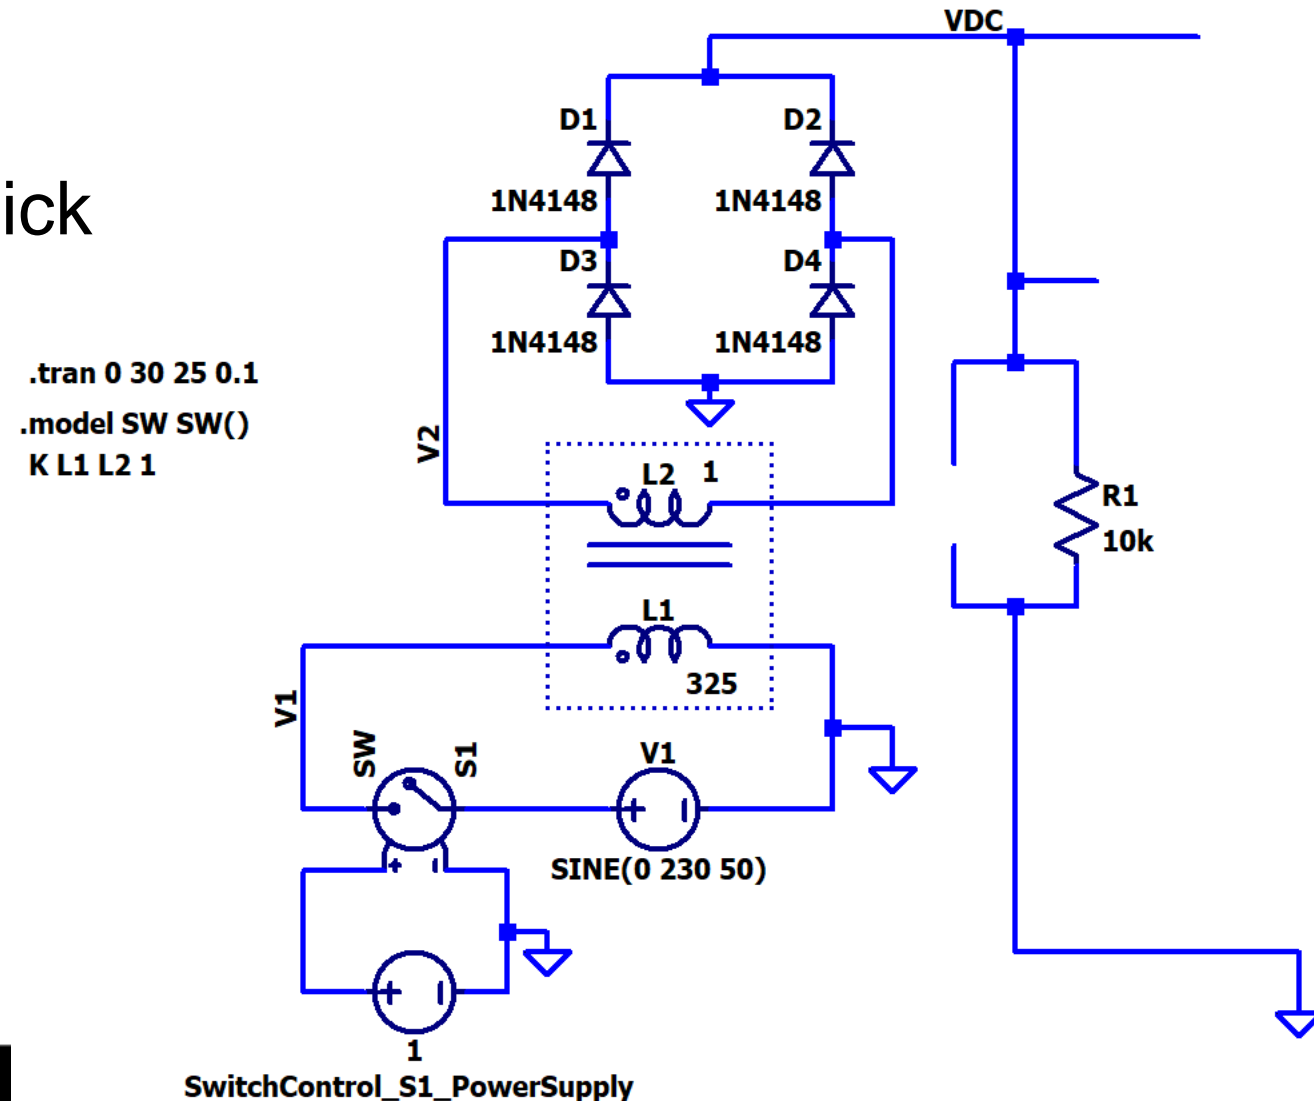 VDC
D1
D2
1N4148
1N4148
ick
D3
D4
1N4148
1N4148
.tran 0 30 25 0.1
.model SW SW()
K L1 L2 1
V2
L2
1
R1
10k
L1
325
V1
SW
S1
V1
SINE(0 230 50)
1
SwitchControl_S1_PowerSupply